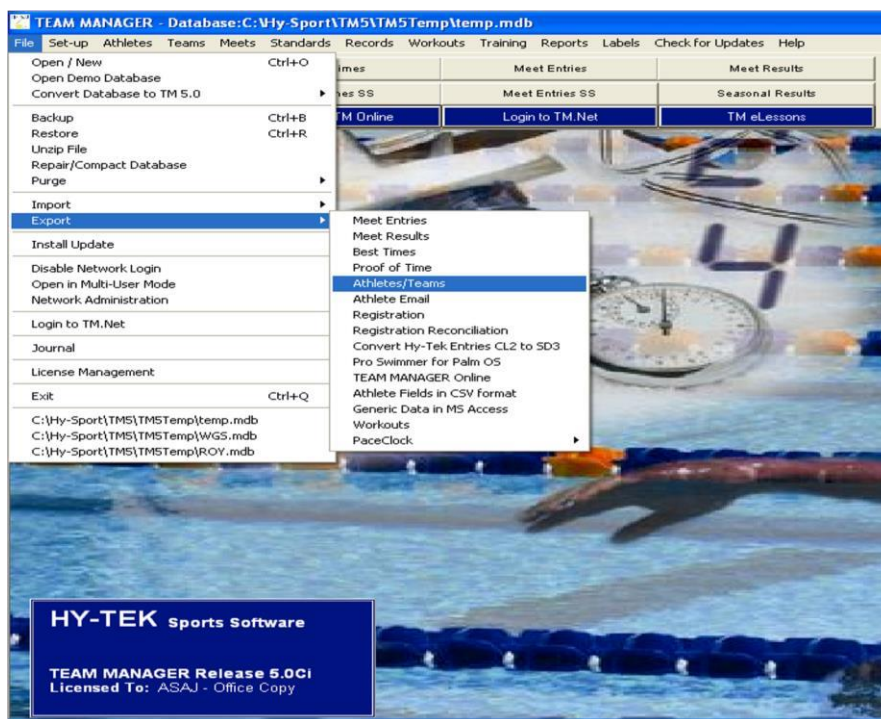 TEAM MANAGER - Database:C:\Hy-Sport\TM5\TM5Temp\temp.mdb
File Set-up Athletes Teams Meets Standards Records Workouts Training Reports Labels Check for Updates Help
Open / New Ctrl+O
Open Demo Database
Convert Database to TM 5.0
Backup Ctrl+B
Restore Ctrl+R
Unzip File
Repair/Compact Database
Purge
Import
Export
Install Update
Disable Network Login
Open in Multi-User Mode
Network Administration
Login to TM.Net
Journal
License Management
Exit Ctrl+Q
C:\Hy-Sport\TM5\TM5Temp\temp.mdb
C:\Hy-Sport\TM5\TM5Temp\WGS.mdb
C:\Hy-Sport\TM5\TM5Temp\ROY.mdb
imes Meet Entries Meet Results
nes SS Meet Entries SS Seasonal Results
TM Online Login to TM.Net TM eLessons
Meet Entries
Meet Results
Best Times
Proof of Time
Athletes/Teams
Athlete Email
Registration
Registration Reconciliation
Convert Hy-Tek Entries CL2 to SD3
Pro Swimmer for Palm OS
TEAM MANAGER Online
Athlete Fields in CSV format
Generic Data in MS Access
Workouts
PaceClock
4
HY-TEK Sports Software
TEAM MANAGER Release 5.0Ci
Licensed To: ASAJ - Office Copy